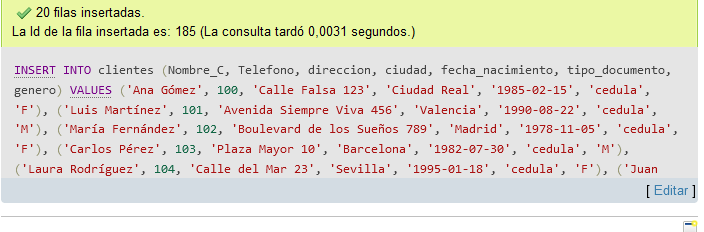 20 filas insertadas.
La Id de la fila insertada es: 185 (La consulta tardó 0,0031 segundos.)
INSERT INTO clientes (Nombre_C, Telefono, direccion, ciudad, fecha_nacimiento, tipo_documento,
genero) VALUES ('Ana Gómez', 100, 'Calle Falsa 123', 'Ciudad Real', '1985-02-15', 'cedula',
'F'), ('Luis Martínez', 101, 'Avenida Siempre Viva 456', 'Valencia', '1990-08-22', 'cedula',
'M'), ('María Fernández', 102, 'Boulevard de los Sueños 789', 'Madrid', '1978-11-05', 'cedula',
'F'), ('Carlos Pérez', 103, 'Plaza Mayor 10', 'Barcelona', '1982-07-30', 'cedula', 'M'),
('Laura Rodríguez', 104, 'Calle del Mar 23', 'Sevilla', '1995-01-18', 'cedula', 'F'), ('Juan
[ Editar ]